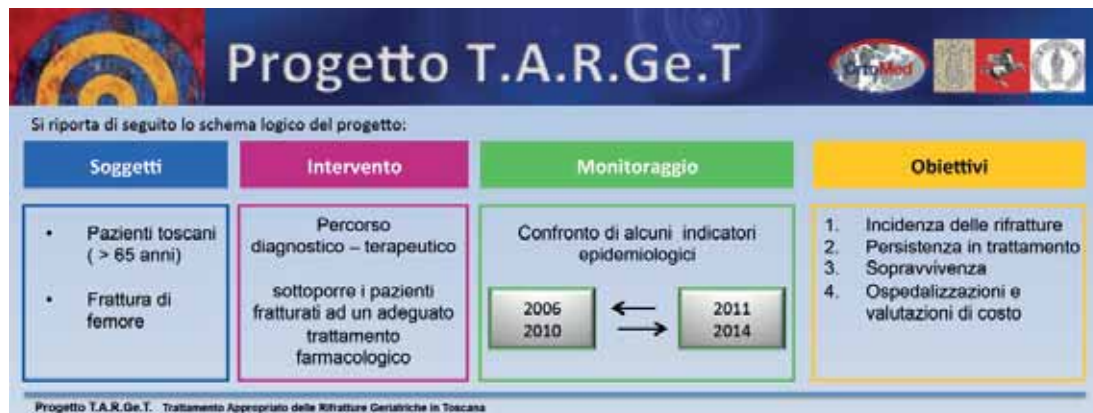 Progetto T.A.R.Ge.T
OrtoMed
Si riporta di seguito lo schema logico del progetto:
Soggetti
• Pazienti toscani
( > 65 anni)
• Frattura di
femore
Intervento
Percorso
diagnostico – terapeutico
sottoporre i pazienti
fratturati ad un adeguato
trattamento
farmacologico
Monitoraggio
Confronto di alcuni indicatori
epidemiologici
2006
2010
2011
2014
Obiettivi
1. Incidenza delle rifratture
2. Persistenza in trattamento
3. Sopravvivenza
4. Ospedalizzazioni e
valutazioni di costo
Progetto T.A.R.Ge.T. Trattamento Appropriato delle Rifratture Geriatriche in Toscana